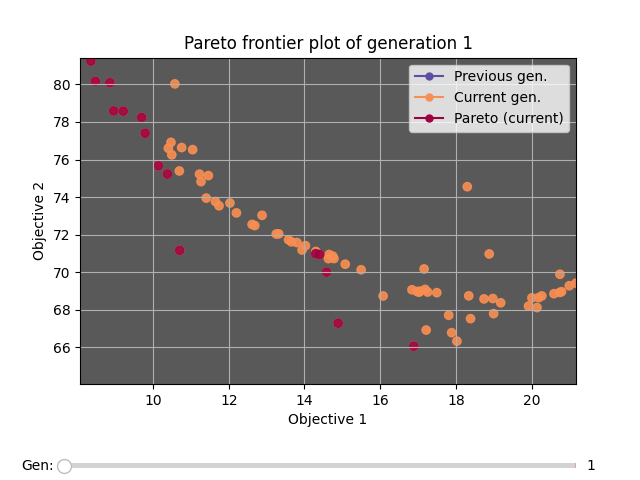 Pareto frontier plot of generation 1
Previous gen.
Current gen.
Pareto (current)
Objective 2
80
78
76
74
72
70
68
66
10 12 14 16 18 20
Objective 1
Gen: 1